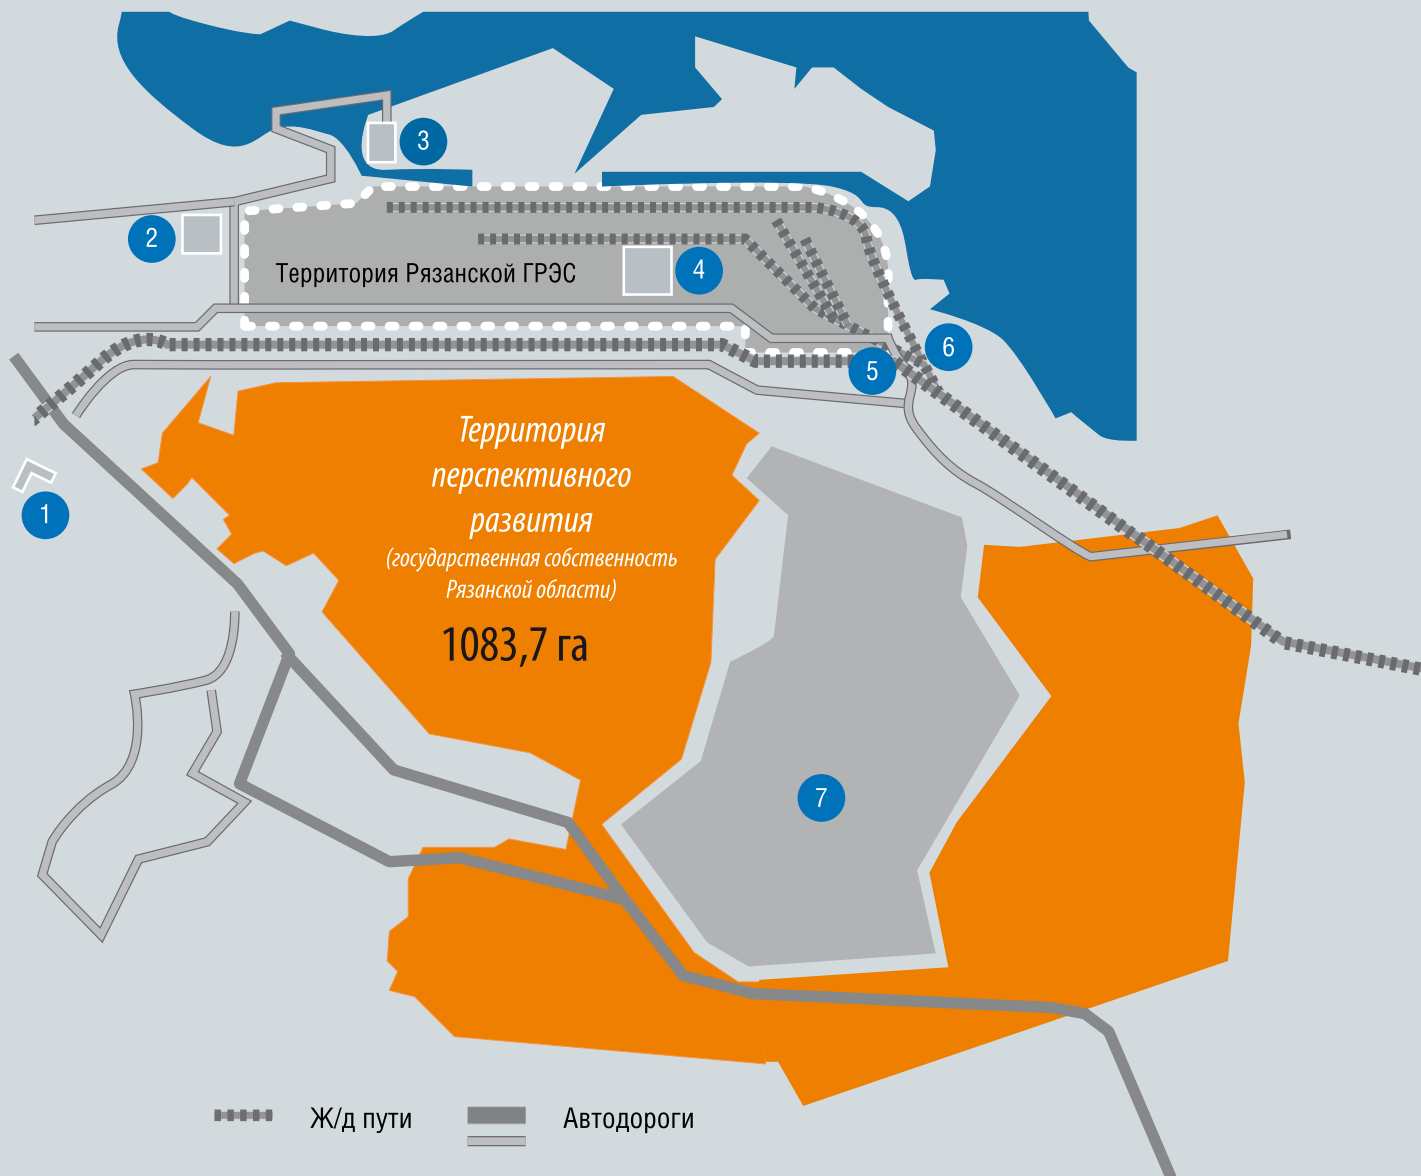 3
2
4
Территория Рязанской ГРЭС
6
5
Территория
перспективного
развития
(государственная собственность
Рязанской области)
1083,7 га
1
7
Ж/д пути
Автодороги